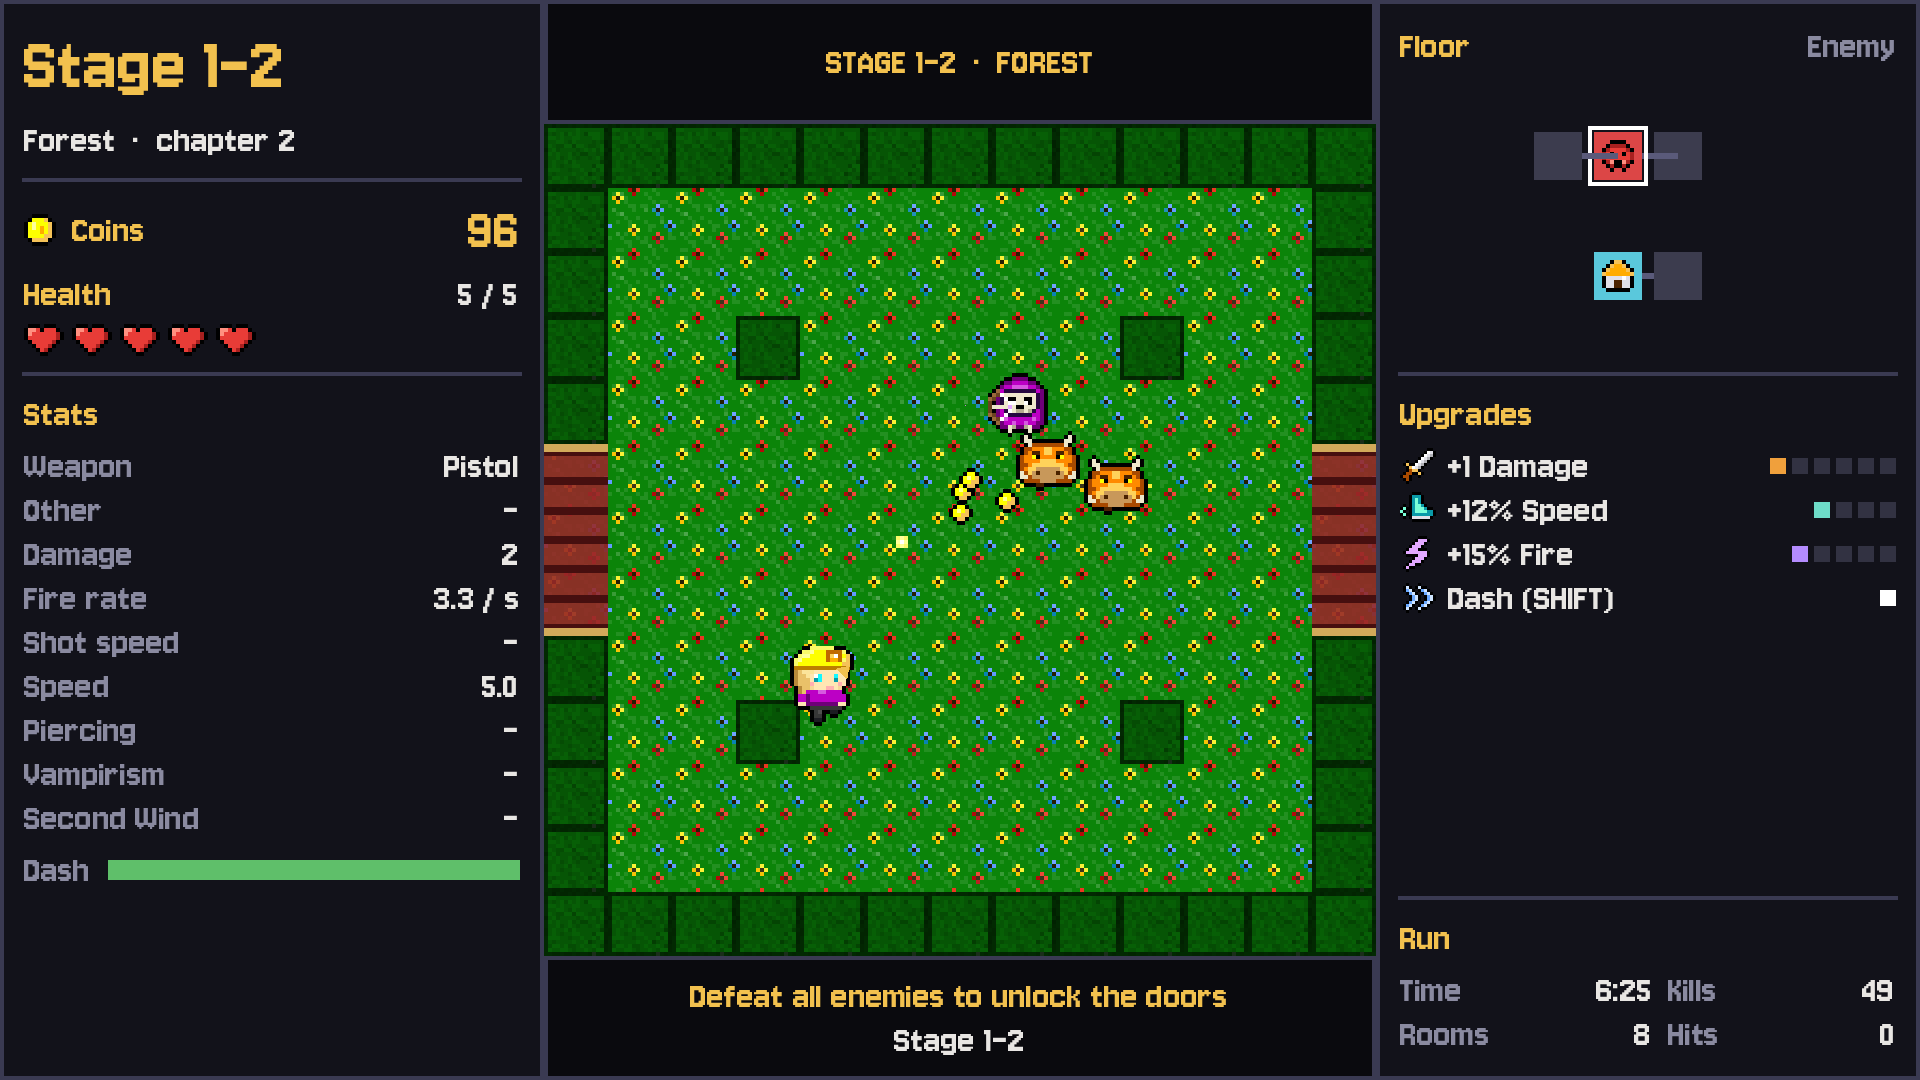 Stage 1-2
Forest · chapter 2
Coins 96
Health 5 / 5
Stats
Weapon Pistol
Other -
Damage 2
Fire rate 3.3 / s
Shot speed -
Speed 5.0
Piercing -
Vampirism -
Second Wind -
Dash
STAGE 1-2 · FOREST
Defeat all enemies to unlock the doors
Stage 1-2
Floor Enemy
Upgrades
+1 Damage
+12% Speed
+15% Fire
Dash (SHIFT)
Run
Time 6:25 Kills 49
Rooms 8 Hits 0